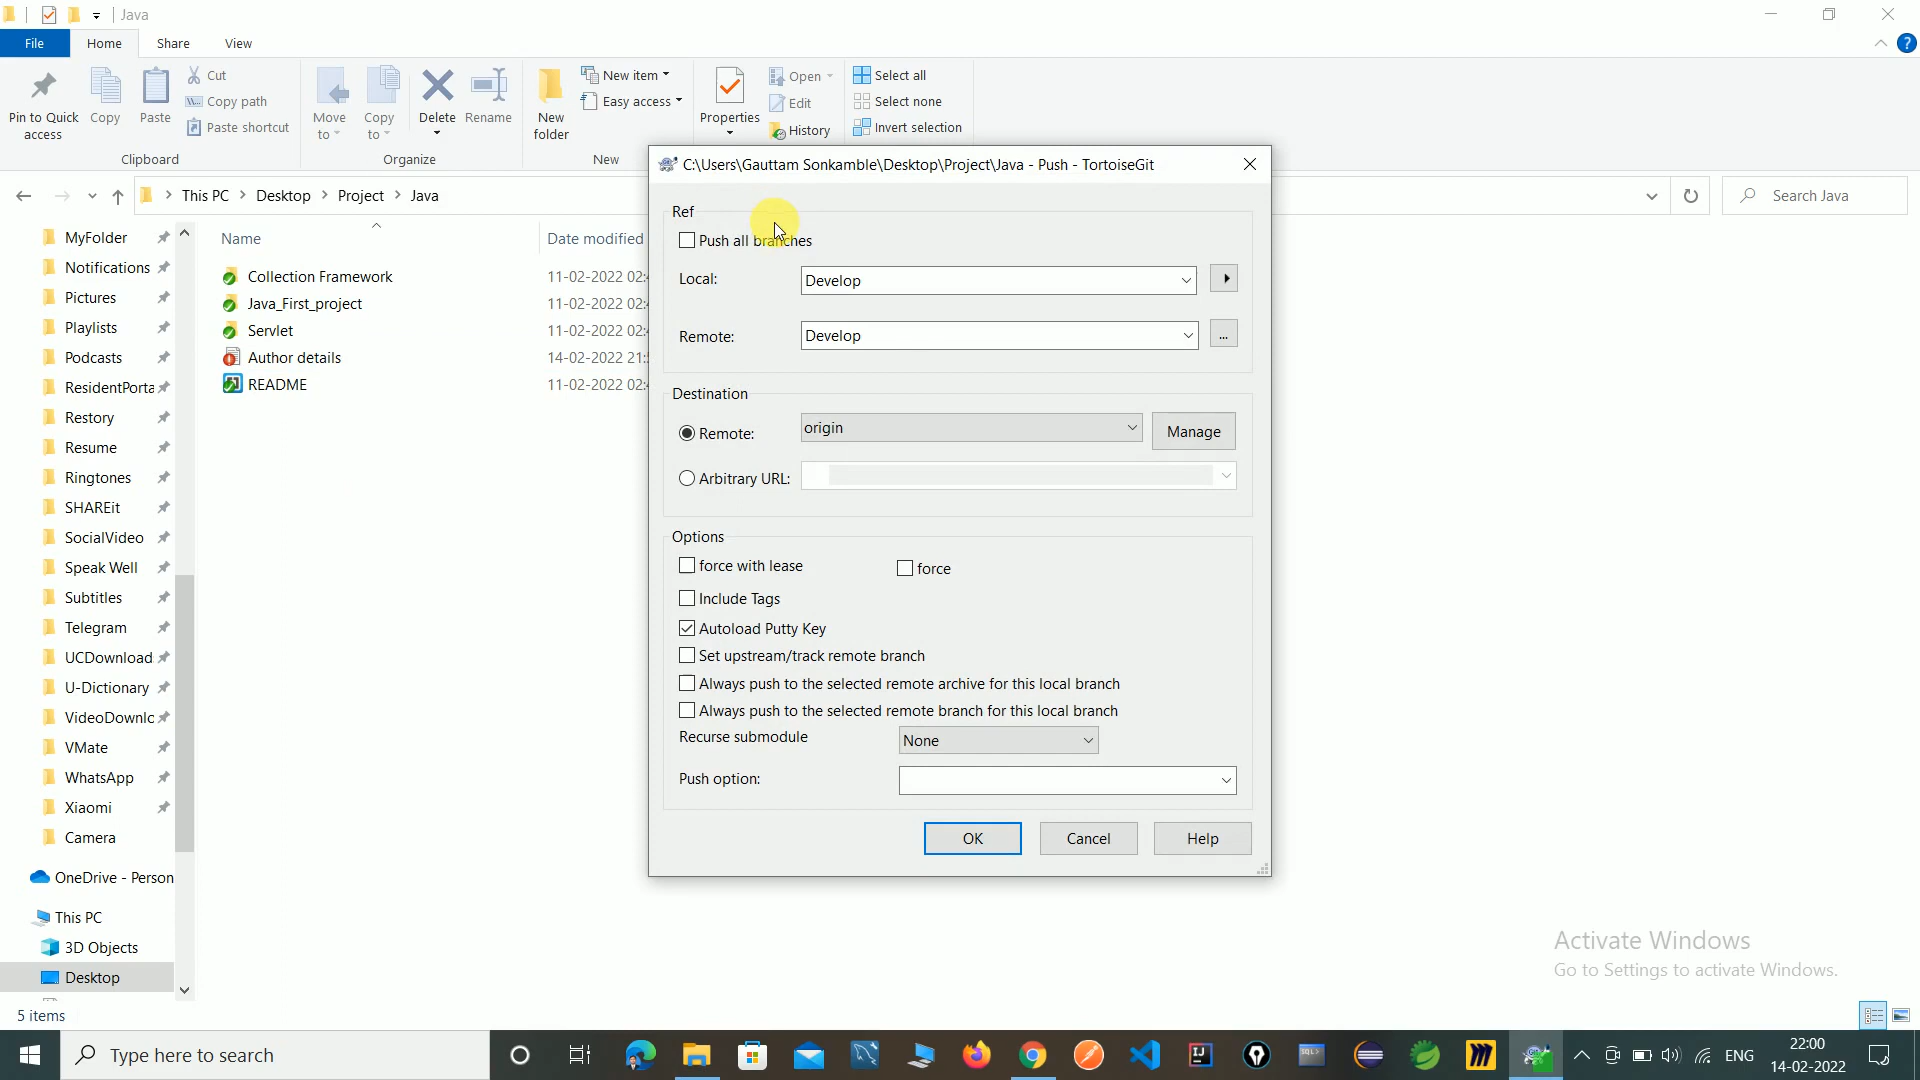 Java
File
Home
Share
View
Pin to Quick access
Copy
Paste
Cut
Copy path
Paste shortcut
Clipboard
Move to
Copy to
Delete
Rename
Organize
New folder
New item
Easy access
New
Properties
Open
Edit
History
Select all
Select none
Invert selection
This PC > Desktop > Project > Java
Search Java
MyFolder
Notifications
Pictures
Playlists
Podcasts
ResidentPorta
Restory
Resume
Ringtones
SHAREit
SocialVideo
Speak Well
Subtitles
Telegram
UCDownload
U-Dictionary
VideoDownlo
VMate
WhatsApp
Xiaomi
Camera
OneDrive - Person
This PC
3D Objects
Desktop
5 items
Name
Date modified
Collection Framework 11-02-2022 02:
Java_First_project 11-02-2022 02:
Servlet 11-02-2022 02:
Author details 14-02-2022 21:
README 11-02-2022 02:
C:\Users\Gauttam Sonkamble\Desktop\Project\Java - Push - TortoiseGit
Ref
Push all branches
Local: Develop
Remote: Develop
...
Destination
Remote: origin
Manage
Arbitrary URL:
Options
force with lease
force
Include Tags
Autoload Putty Key
Set upstream/track remote branch
Always push to the selected remote archive for this local branch
Always push to the selected remote branch for this local branch
Recurse submodule None
Push option:
OK
Cancel
Help
Activate Windows
Go to Settings to activate Windows.
Type here to search
SQL>
ENG
22:00
14-02-2022